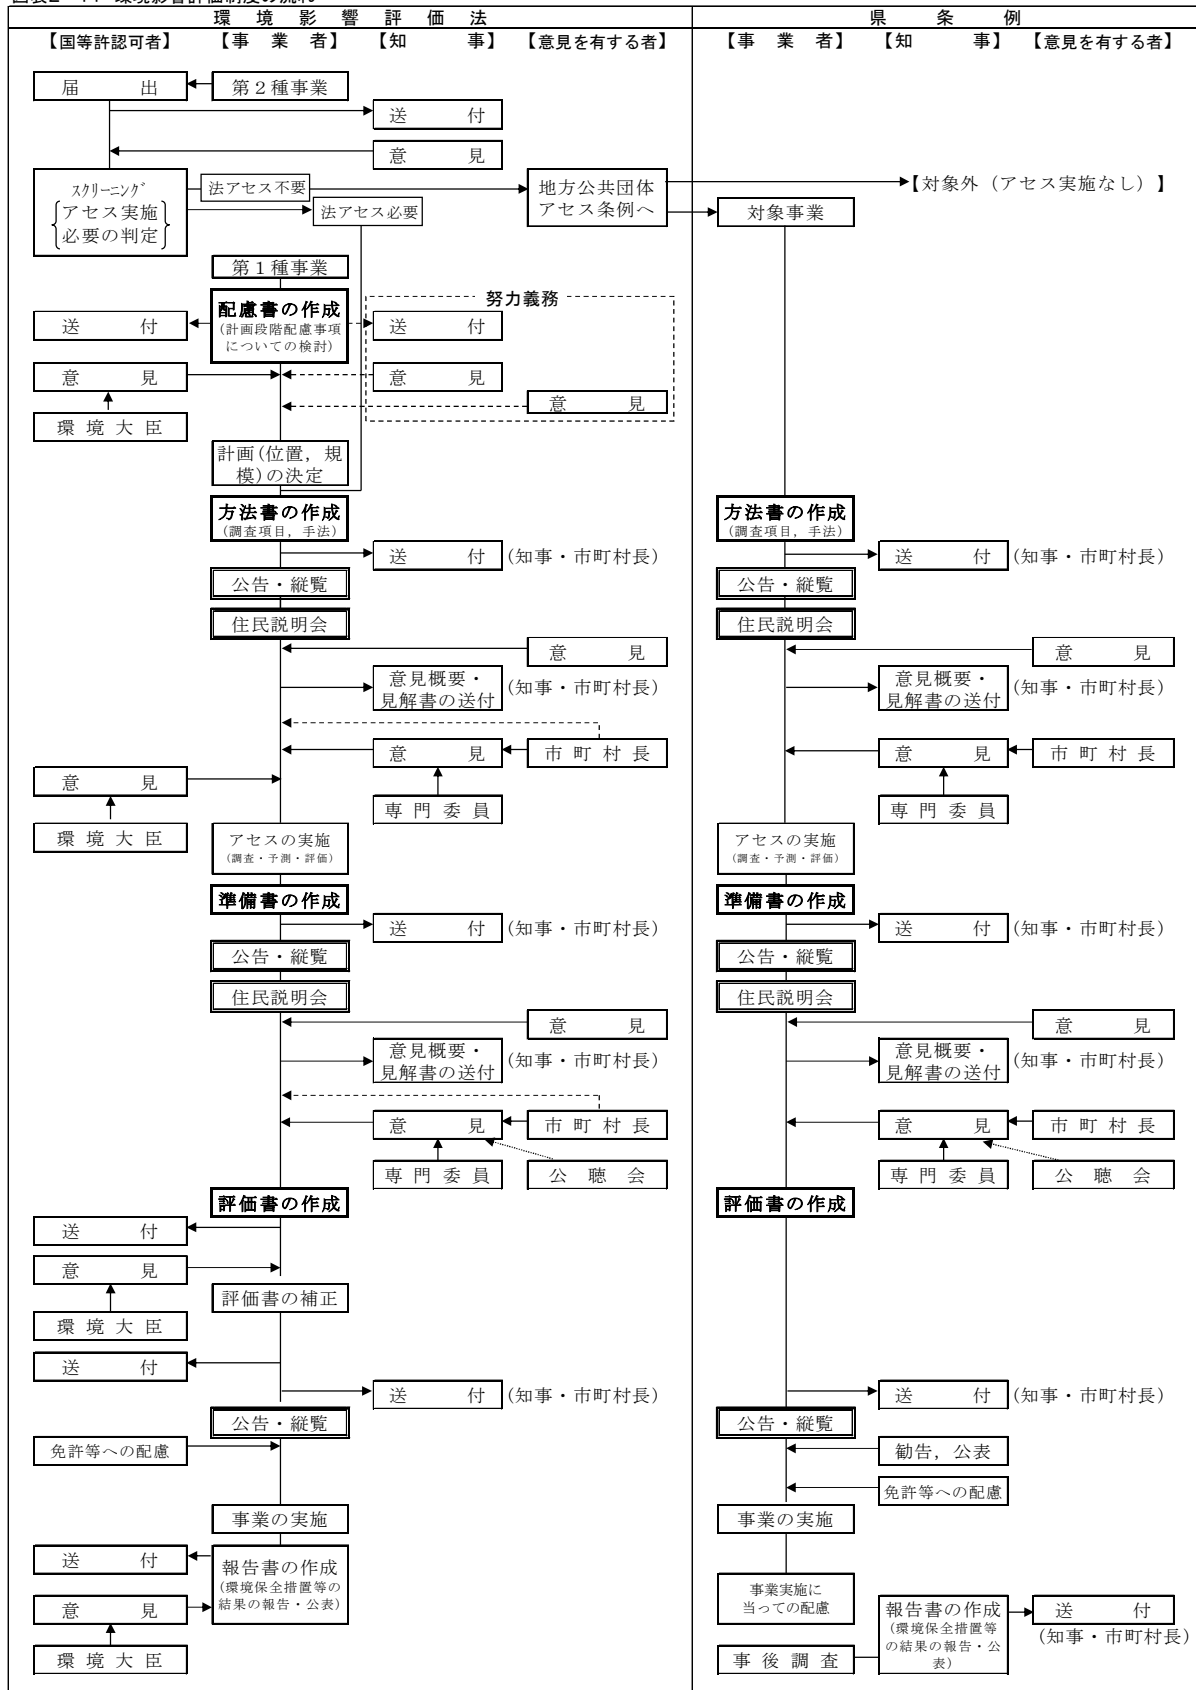 環境影響評価法 県条例
【国等許認可者】 【事業者】 【知事】 【意見を有する者】 【事業者】 【知事】 【意見を有する者】
届出 第2種事業
送付
意見
スクリーニング 法アセス不要 地方公共団体 【対象外（アセス実施なし）】
アセス実施 法アセス必要 アセス条例へ 対象事業
必要の判定
第1種事業
努力義務
配慮書の作成
送付 (計画段階配慮事項 送付
についての検討)
意見 意見
意見
環境大臣
計画(位置，規
模)の決定
方法書の作成 方法書の作成
(調査項目，手法) (調査項目，手法)
送付 (知事・市町村長) 送付 (知事・市町村長)
公告・縦覧 公告・縦覧
住民説明会 住民説明会
意見 意見
意見概要・ 意見概要・
見解書の送付 (知事・市町村長) 見解書の送付 (知事・市町村長)
意見 市町村長 意見 市町村長
意見
専門委員 専門委員
環境大臣 アセスの実施 アセスの実施
(調査・予測・評価) (調査・予測・評価)
準備書の作成 準備書の作成
送付 (知事・市町村長) 送付 (知事・市町村長)
公告・縦覧 公告・縦覧
住民説明会 住民説明会
意見 意見
意見概要・ 意見概要・
見解書の送付 (知事・市町村長) 見解書の送付 (知事・市町村長)
意見 市町村長 意見 市町村長
専門委員 公聴会 専門委員 公聴会
評価書の作成 評価書の作成
送付
意見
評価書の補正
環境大臣
送付
送付 (知事・市町村長) 送付 (知事・市町村長)
公告・縦覧 公告・縦覧
免許等への配慮 勧告，公表
免許等への配慮
事業の実施 事業の実施
送付 報告書の作成
(環境保全措置等の
結果の報告・公表)
意見
事業実施に
当っての配慮
報告書の作成 送付
(環境保全措置等 (知事・市町村長)
の結果の報告・公
表)
環境大臣 事後調査